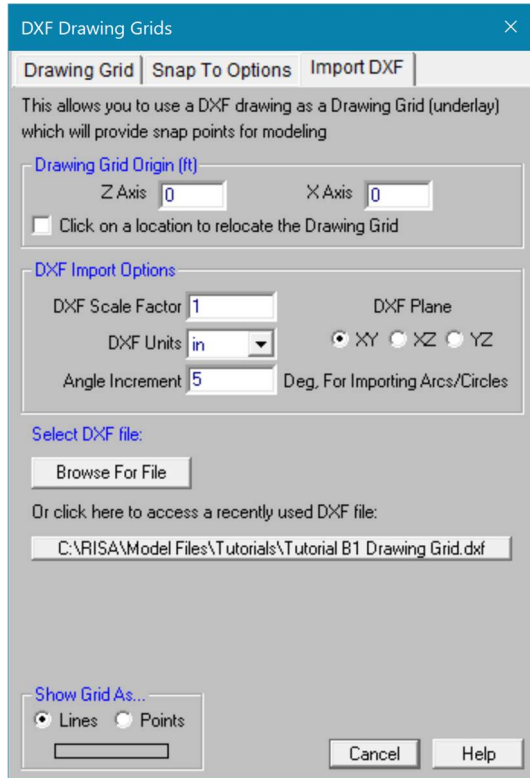 DXF Drawing Grids
Drawing Grid Snap To Options Import DXF
This allows you to use a DXF drawing as a Drawing Grid (underlay)
which will provide snap points for modeling
Drawing Grid Origin (ft)
Z Axis 0 X Axis 0
Click on a location to relocate the Drawing Grid
DXF Import Options
DXF Scale Factor 1 DXF Plane
DXF Units in XY XZ YZ
Angle Increment 5 Deg, For Importing Arcs/Circles
Select DXF file:
Browse For File
Or click here to access a recently used DXF file:
C:\RISA\Model Files\Tutorials\Tutorial B1 Drawing Grid.dxf
Show Grid As...
Lines Points
Cancel Help